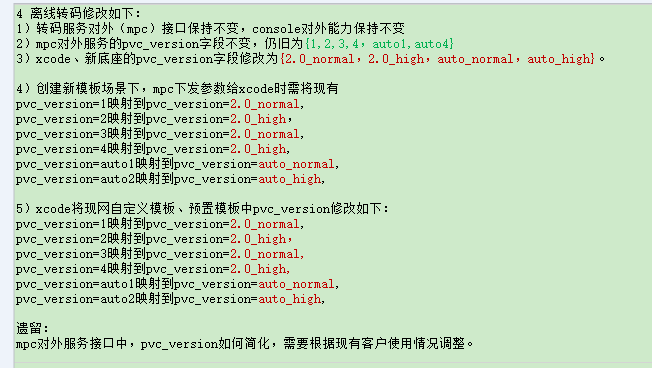 4 离线转码修改如下:
1）转码服务对外（mpc）接口保持不变，console对外能力保持不变
2）mpc对外服务的pvc_version字段不变，仍旧为{1,2,3,4，auto1,auto4}
3）xcode、新底座的pvc_version字段修改为{2.0_normal，2.0_high，auto_normal，auto_high}。
4）创建新模板场景下，mpc下发参数给xcode时需将现有
pvc_version=1映射到pvc_version=2.0_normal,
pvc_version=2映射到pvc_version=2.0_high，
pvc_version=3映射到pvc_version=2.0_normal,
pvc_version=4映射到pvc_version=2.0_high,
pvc_version=auto1映射到pvc_version=auto_normal,
pvc_version=auto2映射到pvc_version=auto_high,
5）xcode将现网自定义模板、预置模板中pvc_version修改如下:
pvc_version=1映射到pvc_version=2.0_normal,
pvc_version=2映射到pvc_version=2.0_high，
pvc_version=3映射到pvc_version=2.0_normal,
pvc_version=4映射到pvc_version=2.0_high,
pvc_version=auto1映射到pvc_version=auto_normal,
pvc_version=auto2映射到pvc_version=auto_high,
遗留:
mpc对外服务接口中，pvc_version如何简化，需要根据现有客户使用情况调整。